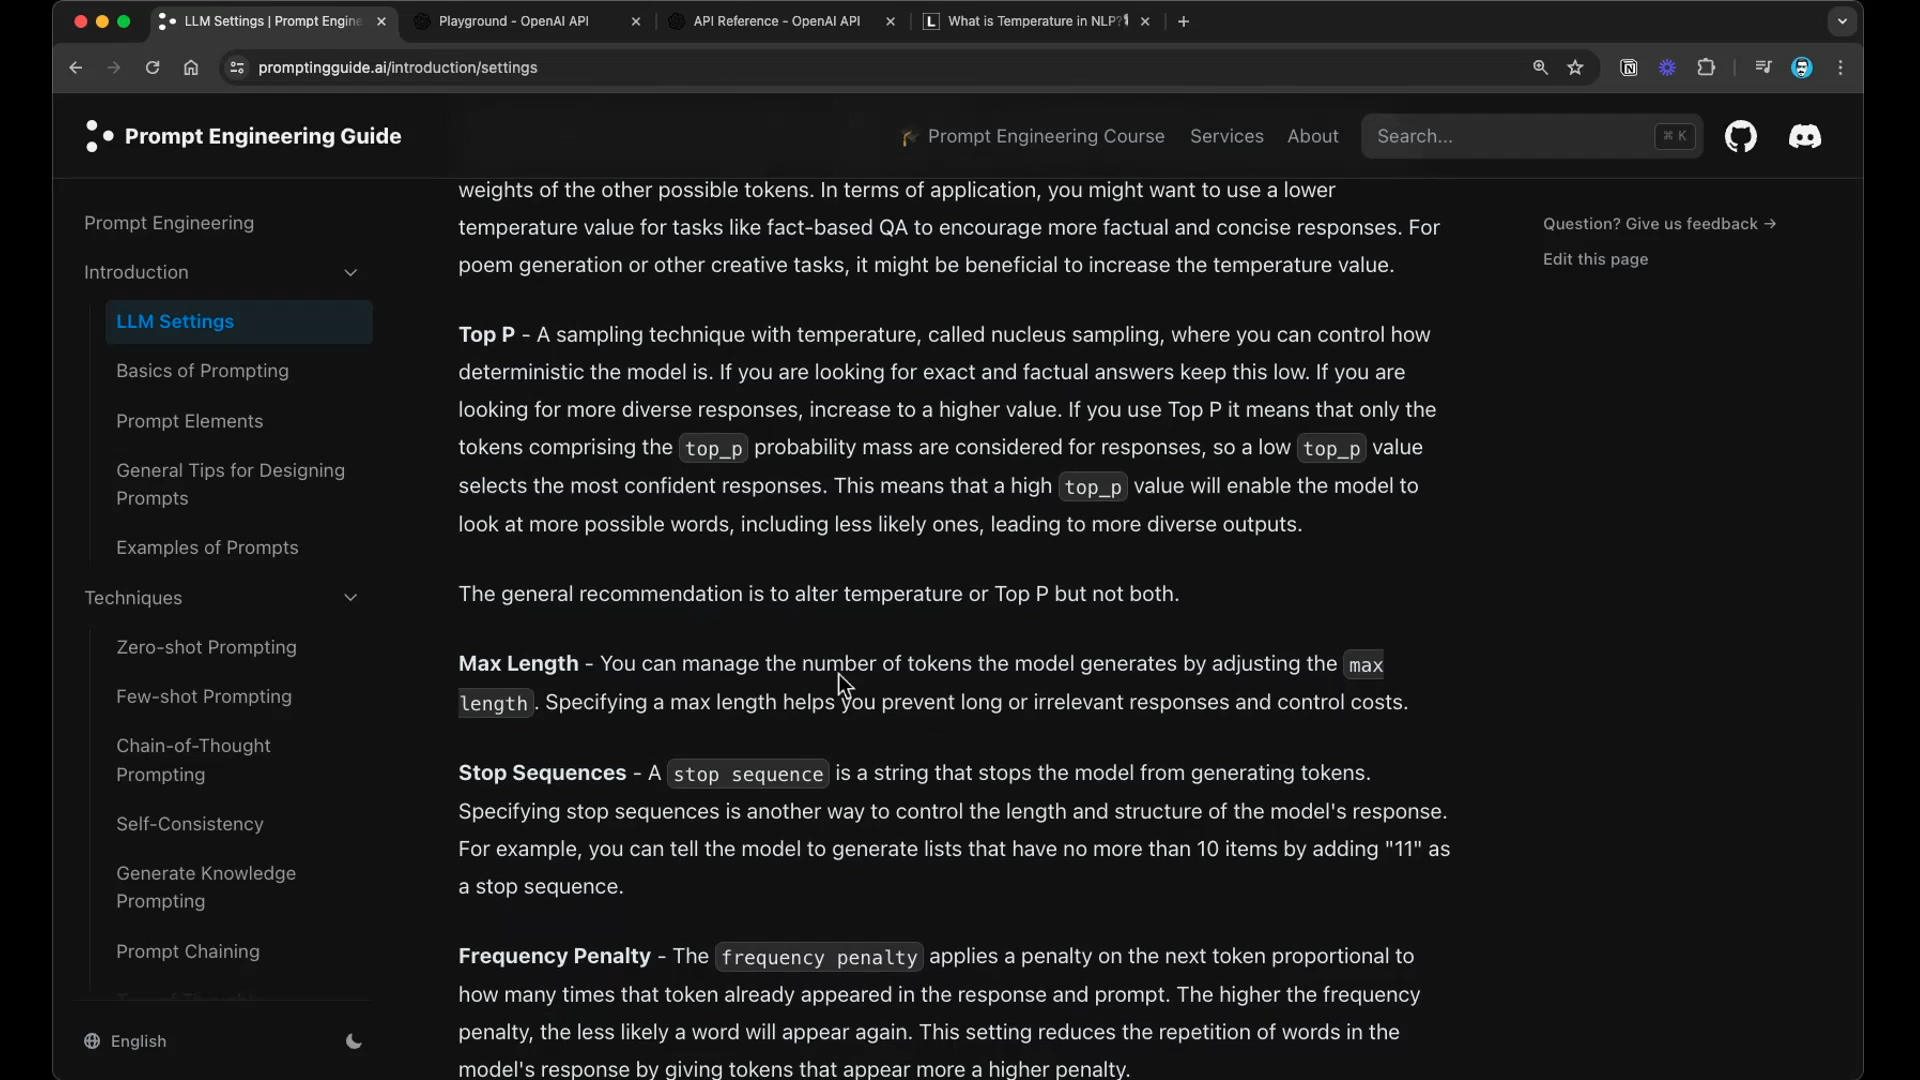 LLM Settings | Prompt Engine
Playground - OpenAI API
API Reference - OpenAI API
What is Temperature in NLP?
promptingguide.ai/introduction/settings
Prompt Engineering Guide
Prompt Engineering Course
Services
About
Search...
⌘ K
Prompt Engineering
Introduction
LLM Settings
Basics of Prompting
Prompt Elements
General Tips for Designing
Prompts
Examples of Prompts
Techniques
Zero-shot Prompting
Few-shot Prompting
Chain-of-Thought
Prompting
Self-Consistency
Generate Knowledge
Prompting
Prompt Chaining
English
weights of the other possible tokens. In terms of application, you might want to use a lower
temperature value for tasks like fact-based QA to encourage more factual and concise responses. For
poem generation or other creative tasks, it might be beneficial to increase the temperature value.
Top P - A sampling technique with temperature, called nucleus sampling, where you can control how
deterministic the model is. If you are looking for exact and factual answers keep this low. If you are
looking for more diverse responses, increase to a higher value. If you use Top P it means that only the
tokens comprising the top_p probability mass are considered for responses, so a low top_p value
selects the most confident responses. This means that a high top_p value will enable the model to
look at more possible words, including less likely ones, leading to more diverse outputs.
The general recommendation is to alter temperature or Top P but not both.
Max Length - You can manage the number of tokens the model generates by adjusting the max
length. Specifying a max length helps you prevent long or irrelevant responses and control costs.
Stop Sequences - A stop sequence is a string that stops the model from generating tokens.
Specifying stop sequences is another way to control the length and structure of the model's response.
For example, you can tell the model to generate lists that have no more than 10 items by adding "11" as
a stop sequence.
Frequency Penalty - The frequency penalty applies a penalty on the next token proportional to
how many times that token already appeared in the response and prompt. The higher the frequency
penalty, the less likely a word will appear again. This setting reduces the repetition of words in the
model's response by giving tokens that appear more a higher penalty.
Question? Give us feedback →
Edit this page